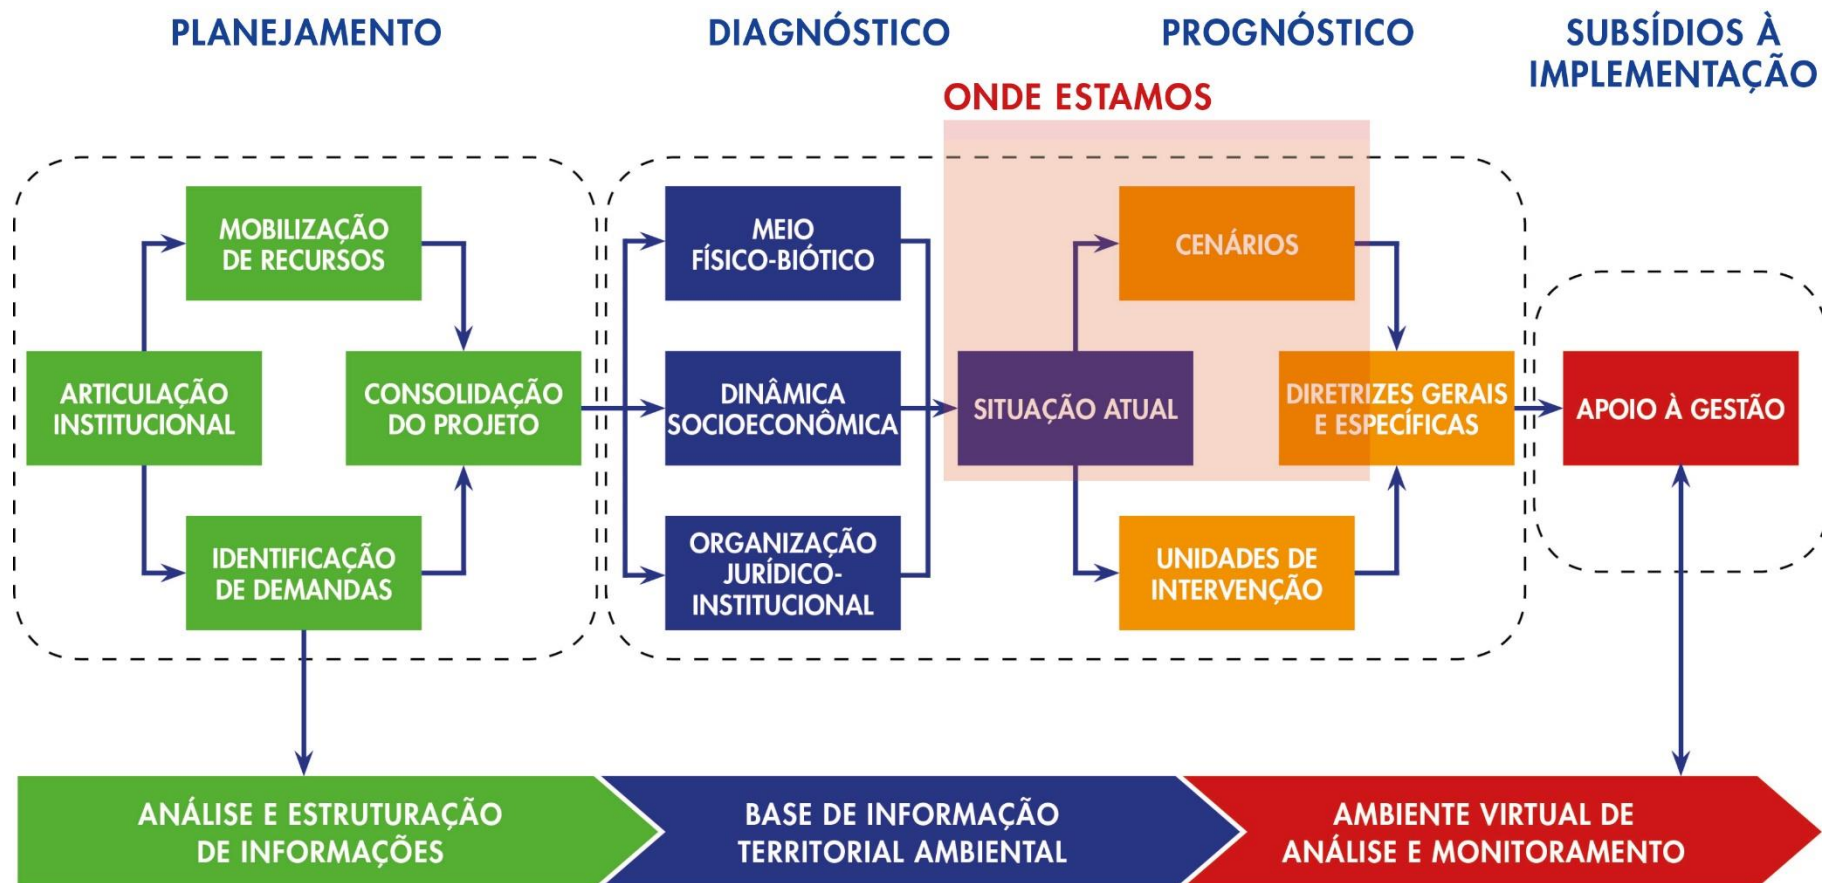 PLANEJAMENTO
DIAGNÓSTICO
PROGNÓSTICO
SUBSÍDIOS À
IMPLEMENTAÇÃO
ONDE ESTAMOS
MOBILIZAÇÃO
DE RECURSOS
ARTICULAÇÃO
INSTITUCIONAL
CONSOLIDAÇÃO
DO PROJETO
IDENTIFICAÇÃO
DE DEMANDAS
MEIO
FÍSICO-BIÓTICO
DINÂMICA
SOCIOECONÔMICA
ORGANIZAÇÃO
JURÍDICO-
INSTITUCIONAL
SITUAÇÃO ATUAL
CENÁRIOS
DIRETRIZES GERAIS
E ESPECÍFICAS
UNIDADES DE
INTERVENÇÃO
APOIO À GESTÃO
ANÁLISE E ESTRUTURAÇÃO
DE INFORMAÇÕES
BASE DE INFORMAÇÃO
TERRITORIAL AMBIENTAL
AMBIENTE VIRTUAL DE
ANÁLISE E MONITORAMENTO